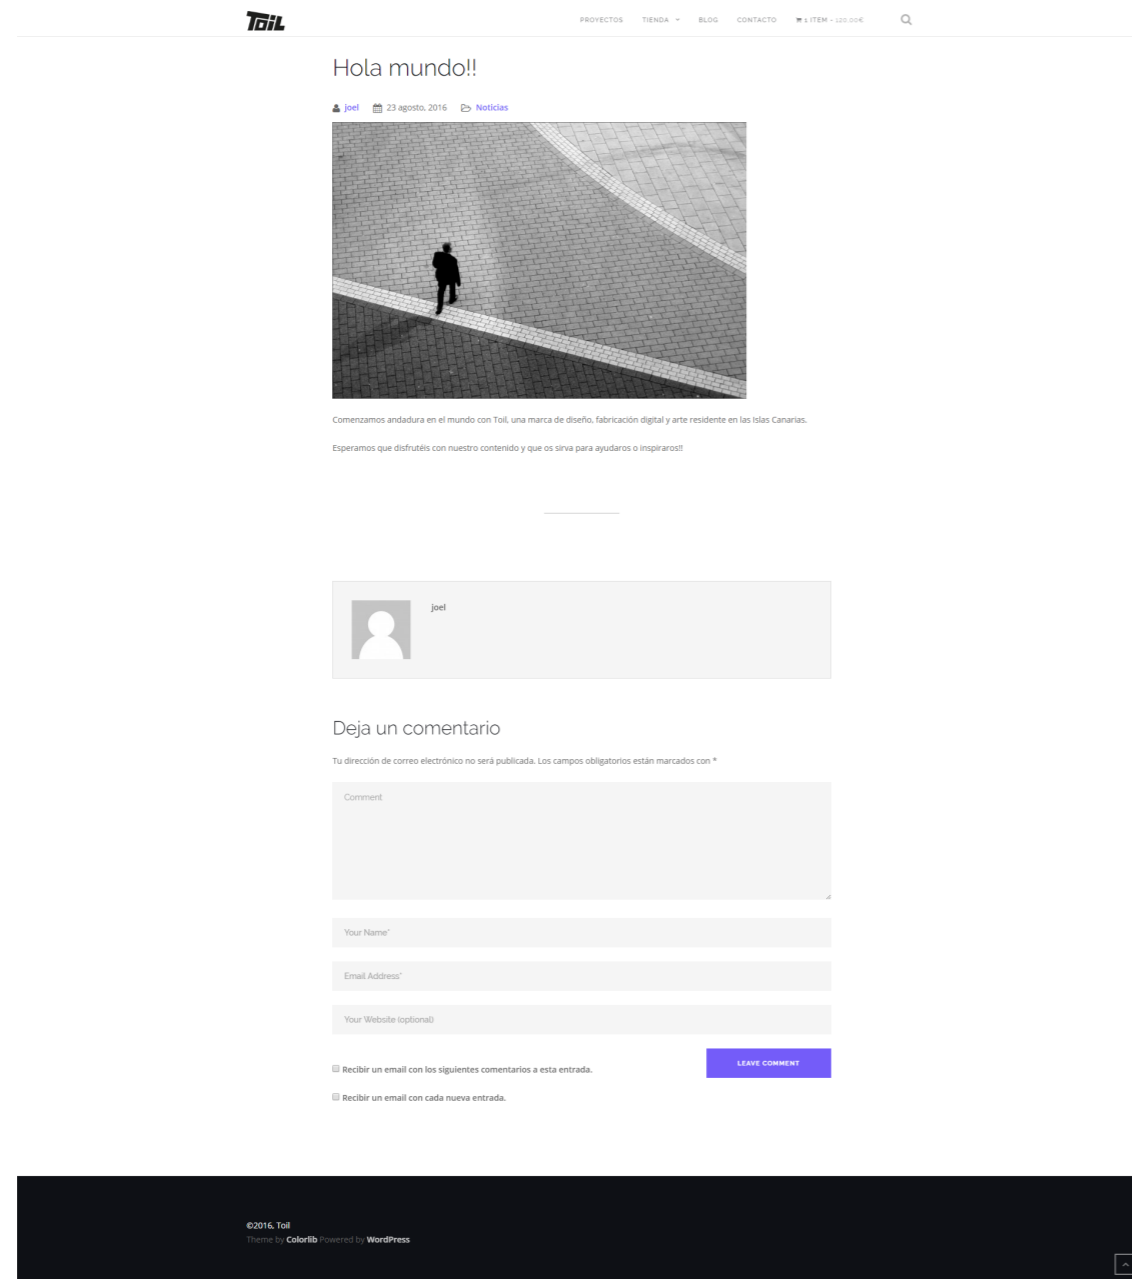 Toil
PROYECTOS TIENDA BLOG CONTACTO 1 ITEM - 120.00€
Hola mundo!!
joel 23 agosto, 2016 Noticias
Comenzamos andadura en el mundo con Toil, una marca de diseño, fabricación digital y arte residente en las Islas Canarias.
Esperamos que disfrutéis con nuestro contenido y que os sirva para ayudaros o inspiraros!!
joel
Deja un comentario
Tu dirección de correo electrónico no será publicada. Los campos obligatorios están marcados con *
Comment
Your Name*
Email Address*
Your Website (optional)
LEAVE COMMENT
Recibir un email con los siguientes comentarios a esta entrada.
Recibir un email con cada nueva entrada.
©2016, Toil
Theme by Colorlib Powered by WordPress